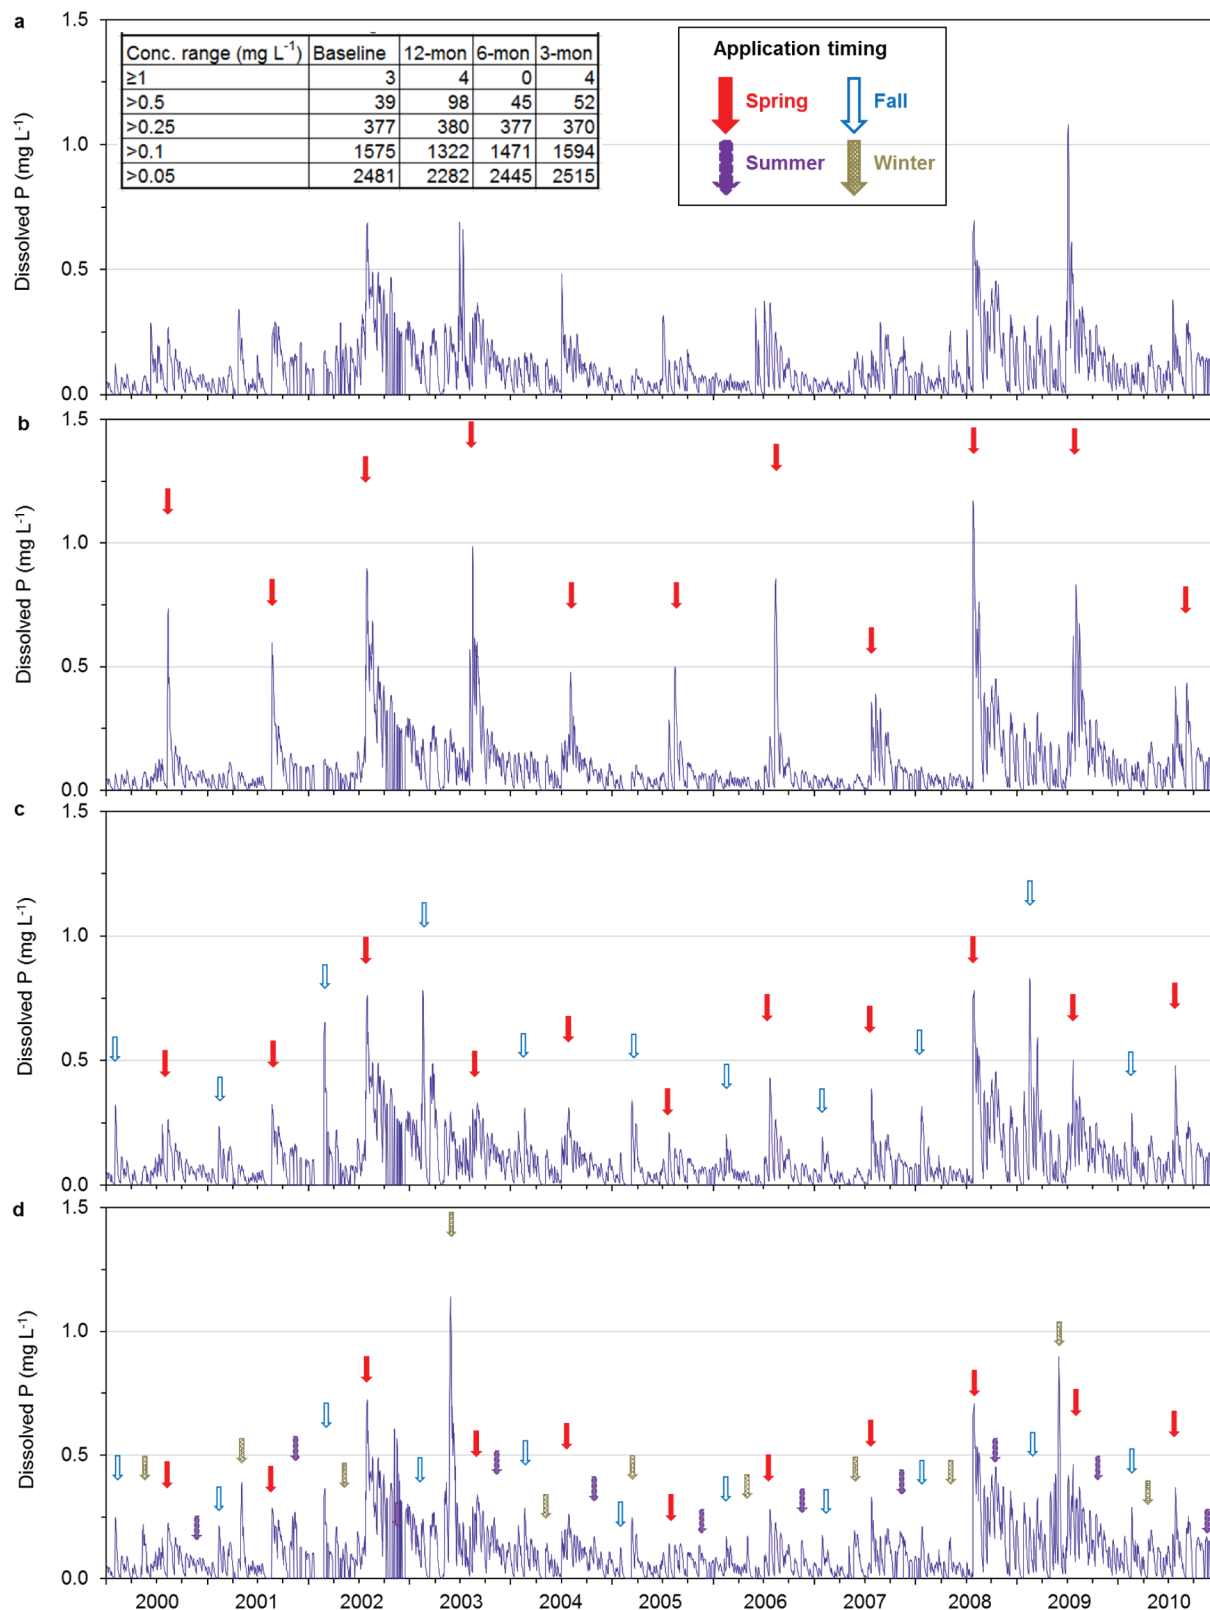 a
1.5
1.0
0.5
0.0
Dissolved P (mg L-1)
Conc. range (mg L-1) Baseline 12-mon 6-mon 3-mon
≥1 3 4 0 4
>0.5 39 98 45 52
>0.25 377 380 377 370
>0.1 1575 1322 1471 1594
>0.05 2481 2282 2445 2515
Application timing
Spring Fall
Summer Winter
b
1.5
1.0
0.5
0.0
Dissolved P (mg L-1)
c
1.5
1.0
0.5
0.0
Dissolved P (mg L-1)
d
1.5
1.0
0.5
0.0
Dissolved P (mg L-1)
2000 2001 2002 2003 2004 2005 2006 2007 2008 2009 2010